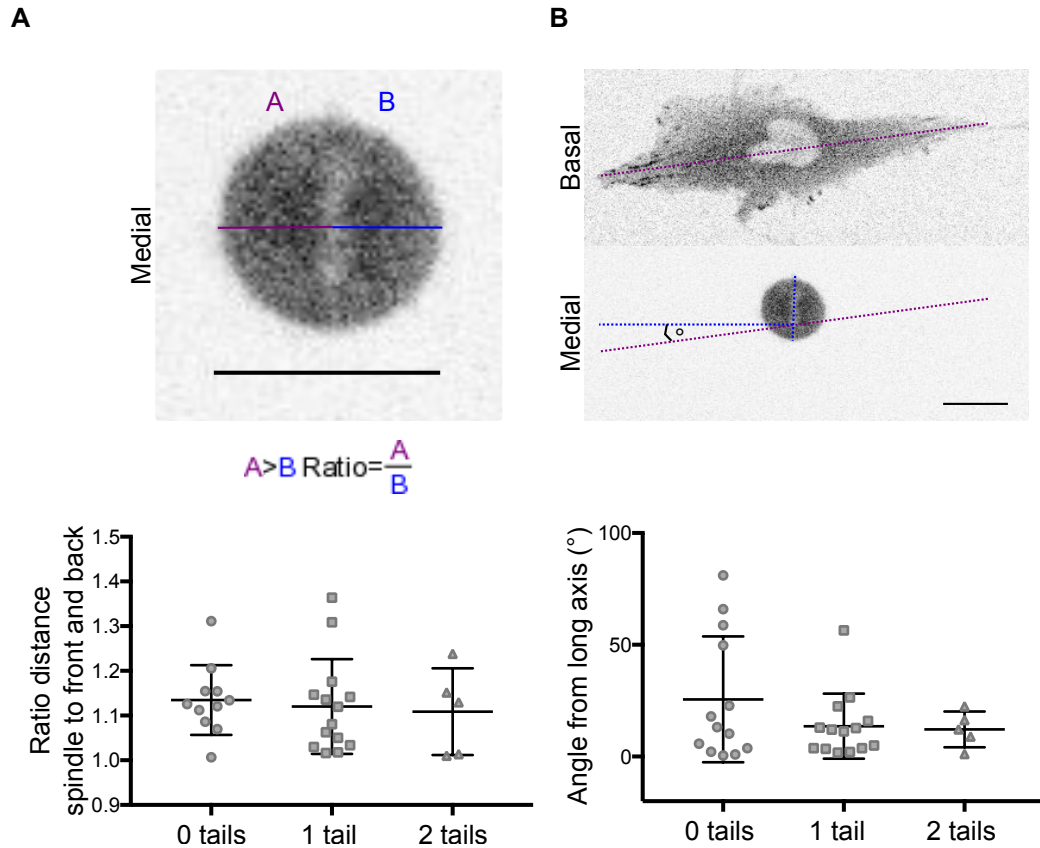 A
B
Medial
A
B
A>B Ratio=A/B
Ratio distance
spindle to front and back
1.5
1.4
1.3
1.2
1.1
1.0
0.9
0 tails
1 tail
2 tails
Basal
Medial
°
Angle from long axis (°)
100
50
0
0 tails
1 tail
2 tails